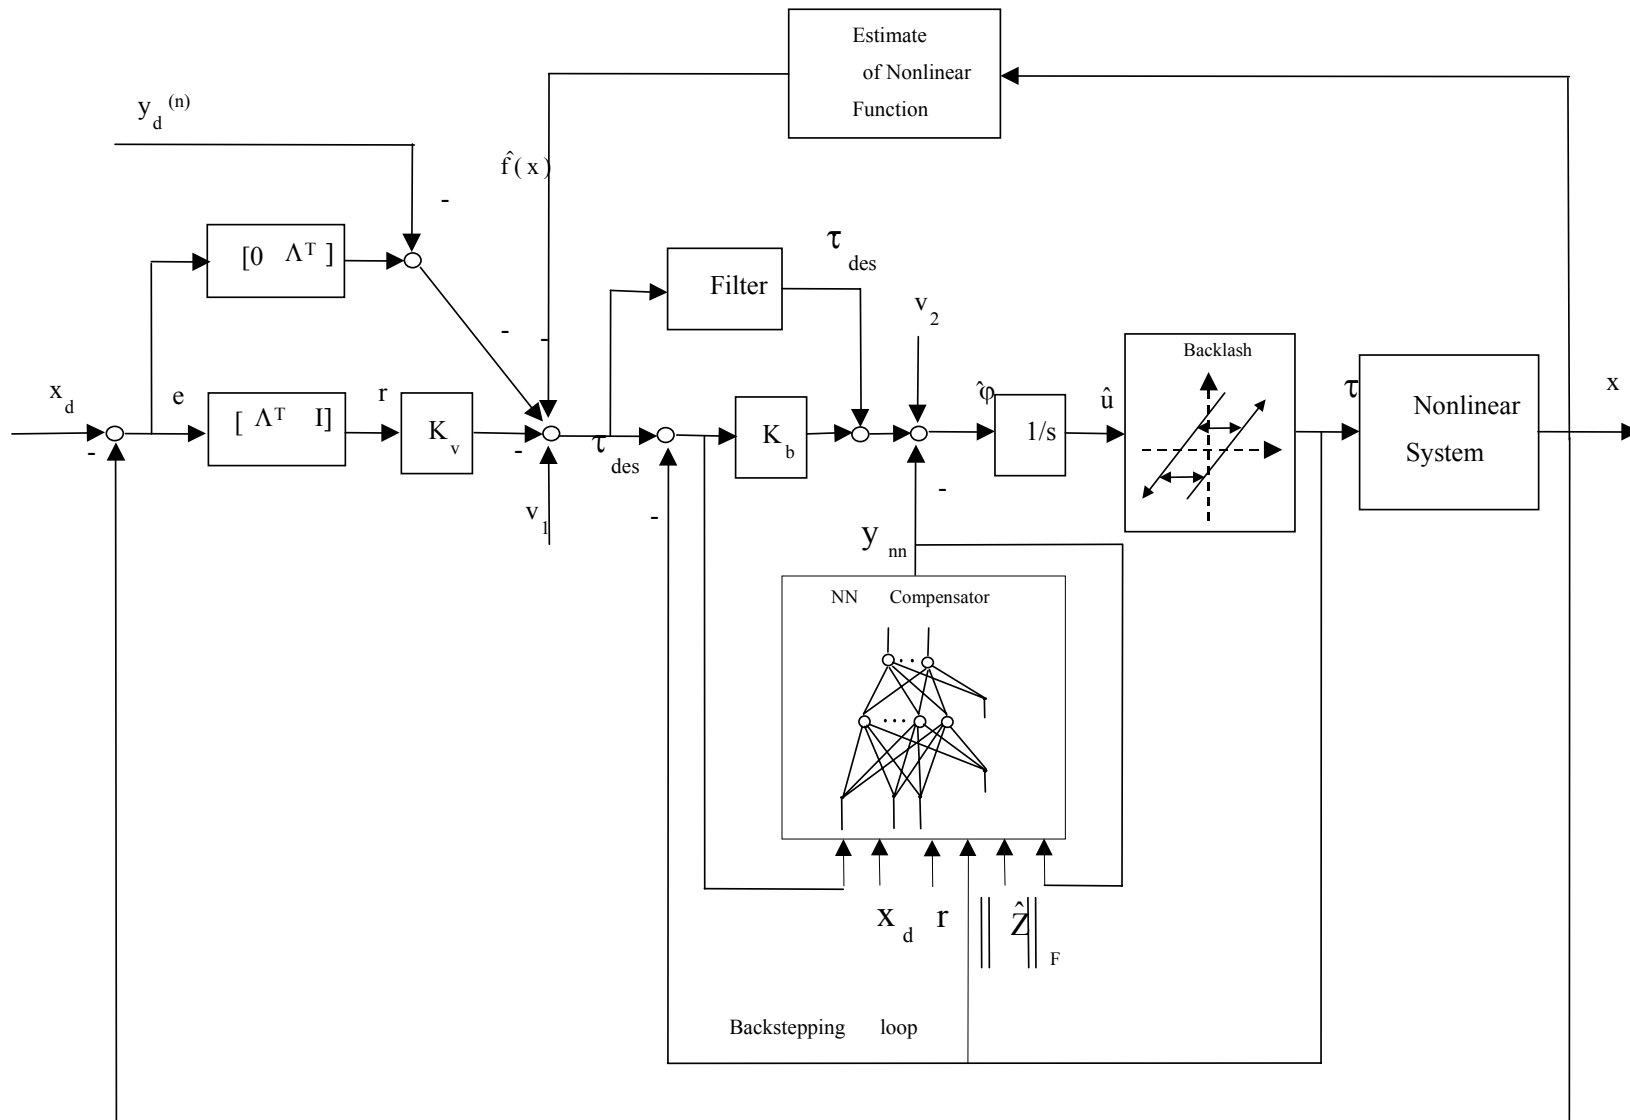 Estimate
of Nonlinear
Function
y_d^(n)
-
f̂(x)
[0 Λ^T]
-
-
Filter
τ_des
v_2
Backlash
x_d
-
e
[Λ^T I]
r
K_v
-
τ_des
K_b
φ̂
1/s
û
τ
Nonlinear
System
x
v_1
-
-
y_nn
NN Compensator
x_d r ‖Ẑ‖_F
Backstepping loop